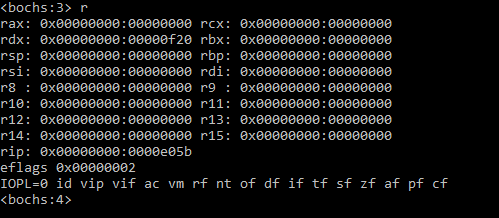 <bochs:3> r
rax: 0x00000000:00000000 rcx: 0x00000000:00000000
rdx: 0x00000000:00000f20 rbx: 0x00000000:00000000
rsp: 0x00000000:00000000 rbp: 0x00000000:00000000
rsi: 0x00000000:00000000 rdi: 0x00000000:00000000
r8 : 0x00000000:00000000 r9 : 0x00000000:00000000
r10: 0x00000000:00000000 r11: 0x00000000:00000000
r12: 0x00000000:00000000 r13: 0x00000000:00000000
r14: 0x00000000:00000000 r15: 0x00000000:00000000
rip: 0x00000000:0000e05b
eflags 0x00000002
IOPL=0 id vip vif ac vm rf nt of df if tf sf zf af pf cf
<bochs:4>